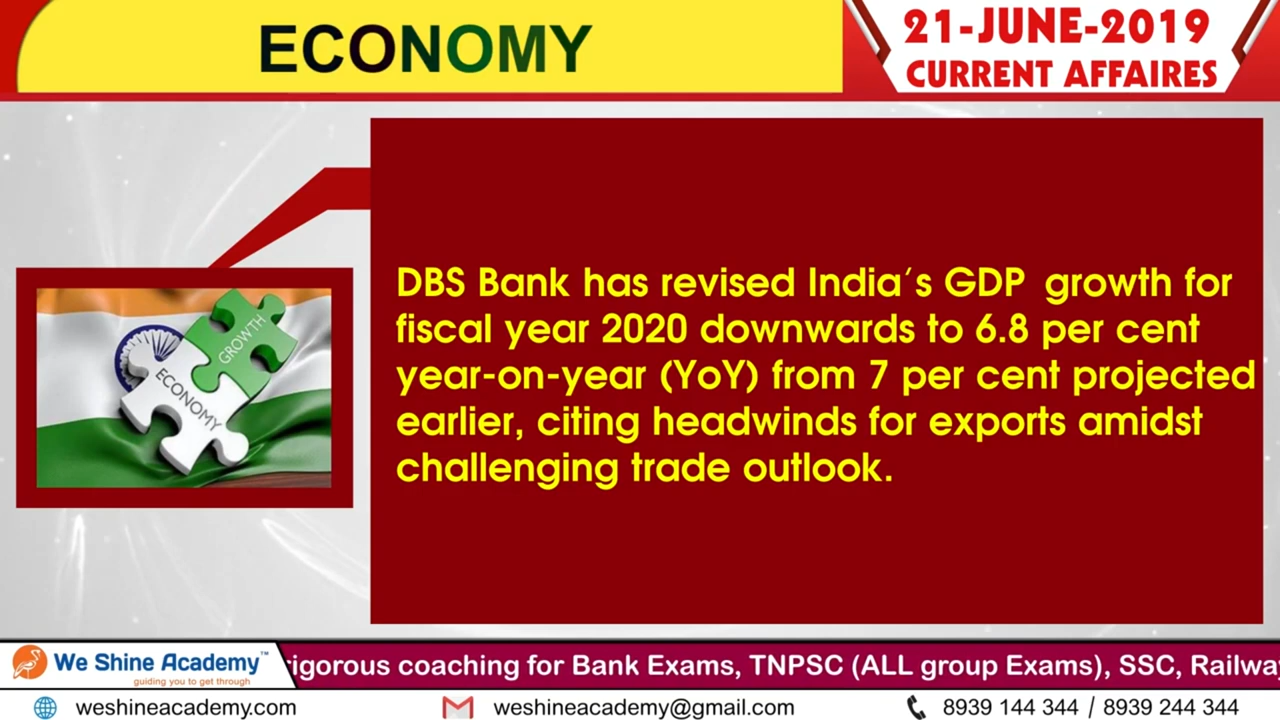 ECONOMY
21-JUNE-2019
CURRENT AFFAIRES
GROWTH
ECONOMY
DBS Bank has revised India's GDP growth for
fiscal year 2020 downwards to 6.8 per cent
year-on-year (YoY) from 7 per cent projected
earlier, citing headwinds for exports amidst
challenging trade outlook.
We Shine Academy™
guiding you to get through
igorous coaching for Bank Exams, TNPSC (ALL group Exams), SSC, Railway
weshineacademy.com
weshineacademy@gmail.com
8939 144 344 / 8939 244 344